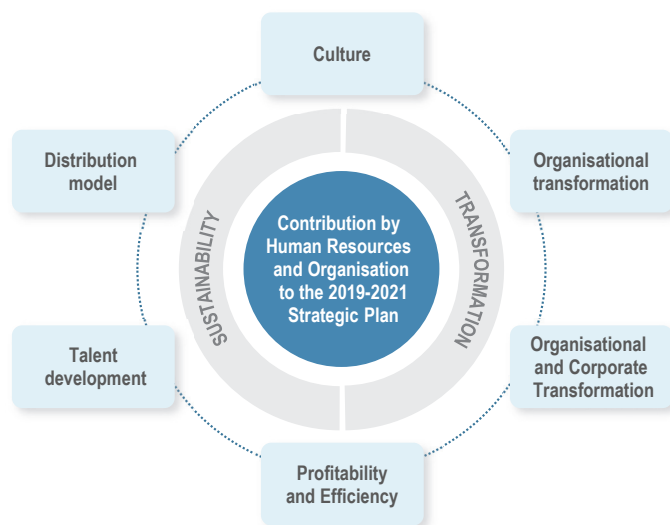 Culture
Distribution
model
Organisational
transformation
SUSTAINABILITY
Contribution by
Human Resources
and Organisation
to the 2019-2021
Strategic Plan
TRANSFORMATION
Talent
development
Organisational
and Corporate
Transformation
Profitability
and Efficiency